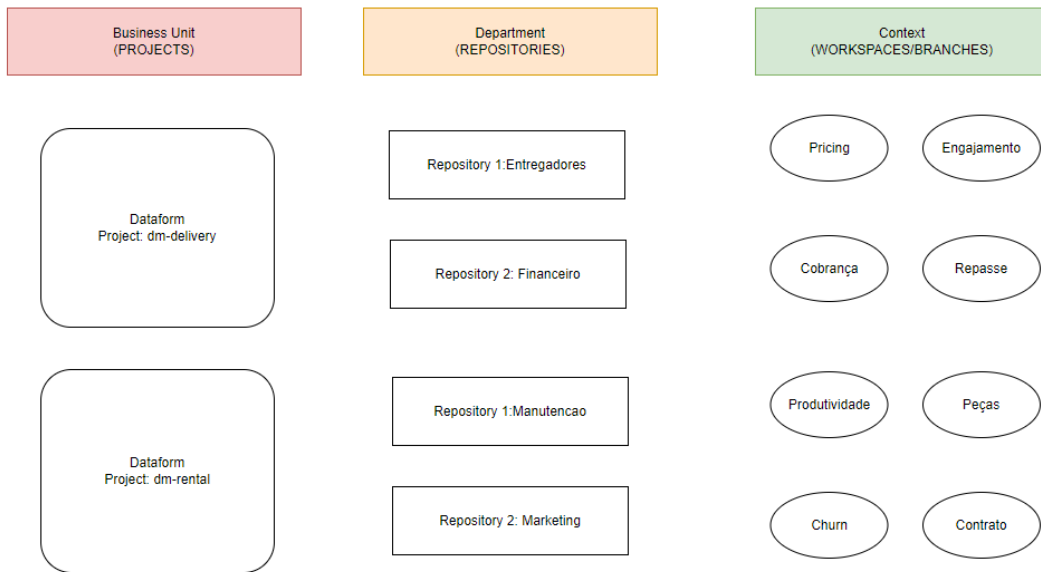 Business Unit
(PROJECTS)
Department
(REPOSITORIES)
Context
(WORKSPACES/BRANCHES)
Dataform
Project: dm-delivery
Repository 1:Entregadores
Pricing
Engajamento
Repository 2: Financeiro
Cobrança
Repasse
Dataform
Project: dm-rental
Repository 1:Manutencao
Produtividade
Peças
Repository 2: Marketing
Churn
Contrato